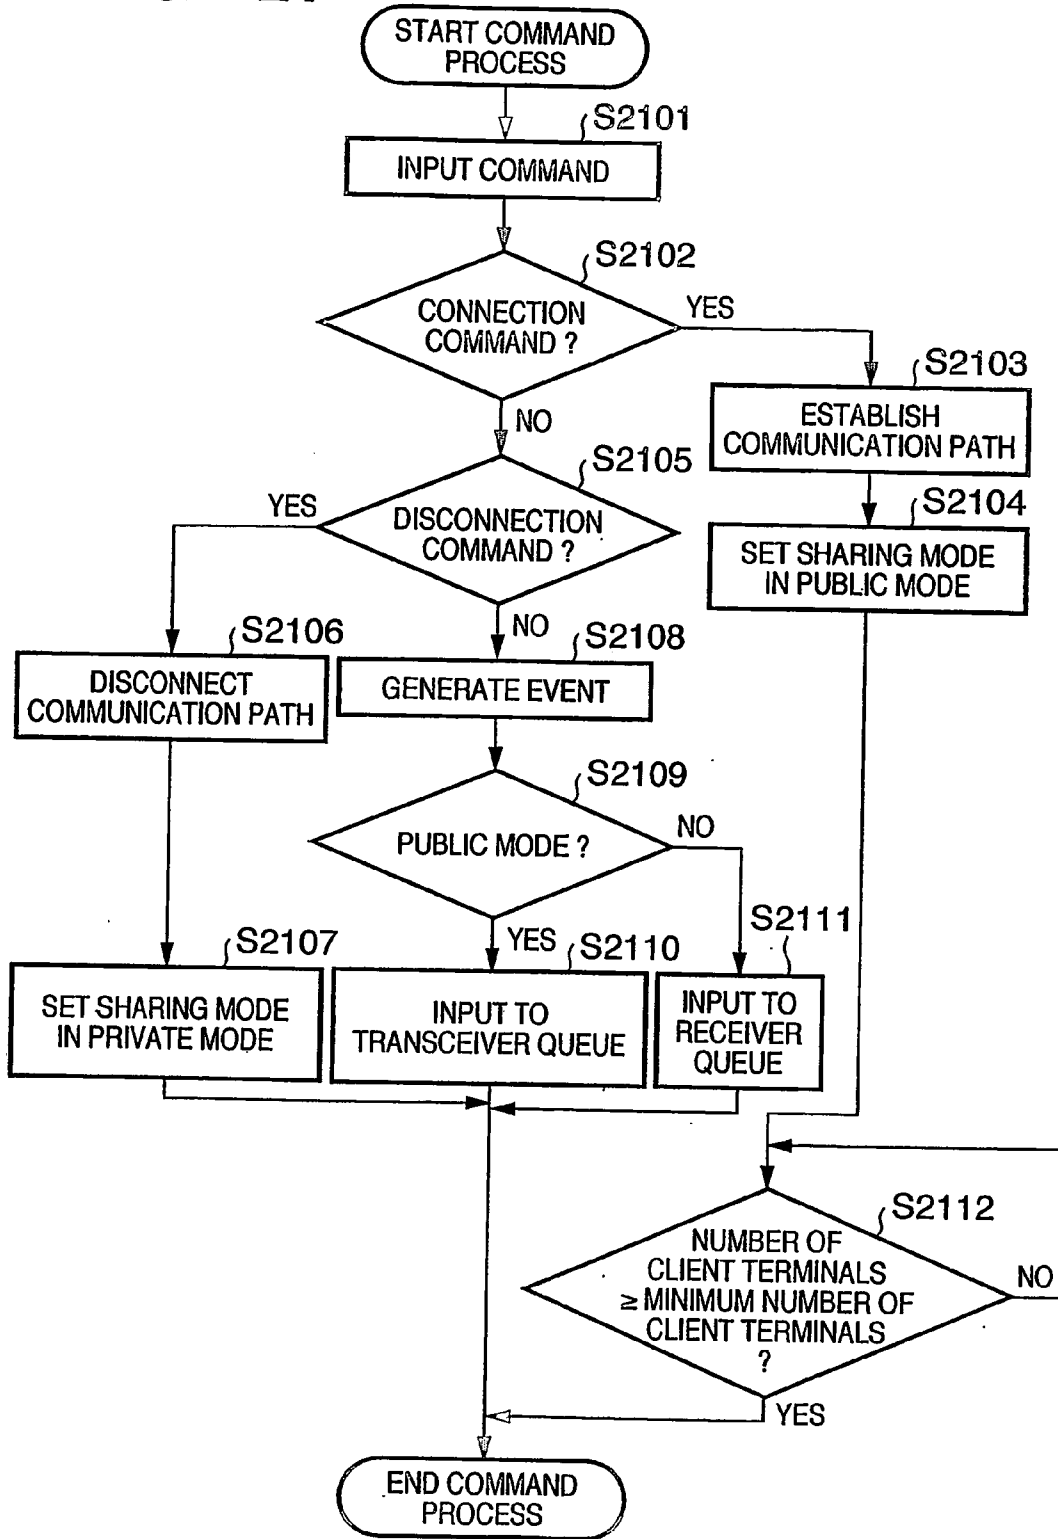 START COMMAND
PROCESS
S2101
INPUT COMMAND
S2102
CONNECTION
COMMAND ?
YES
S2103
ESTABLISH
COMMUNICATION PATH
NO
S2105
DISCONNECTION
COMMAND ?
YES
S2104
SET SHARING MODE
IN PUBLIC MODE
NO
S2106
DISCONNECT
COMMUNICATION PATH
S2108
GENERATE EVENT
S2109
PUBLIC MODE ?
NO
YES
S2107
SET SHARING MODE
IN PRIVATE MODE
S2110
INPUT TO
TRANSCEIVER QUEUE
S2111
INPUT TO
RECEIVER
QUEUE
S2112
NUMBER OF
CLIENT TERMINALS
≥ MINIMUM NUMBER OF
CLIENT TERMINALS
?
NO
YES
END COMMAND
PROCESS